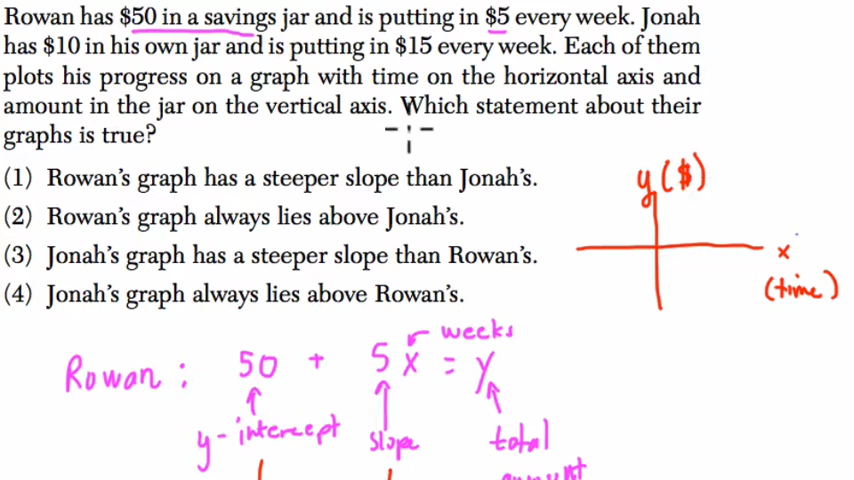 Rowan has $50 in a savings jar and is putting in $5 every week. Jonah
has $10 in his own jar and is putting in $15 every week. Each of them
plots his progress on a graph with time on the horizontal axis and
amount in the jar on the vertical axis. Which statement about their
graphs is true?
(1) Rowan's graph has a steeper slope than Jonah's.
(2) Rowan's graph always lies above Jonah's.
(3) Jonah's graph has a steeper slope than Rowan's.
(4) Jonah's graph always lies above Rowan's.
y($)
x
(time)
weeks
Rowan: 50 + 5x = y
y-intercept slope total
amount